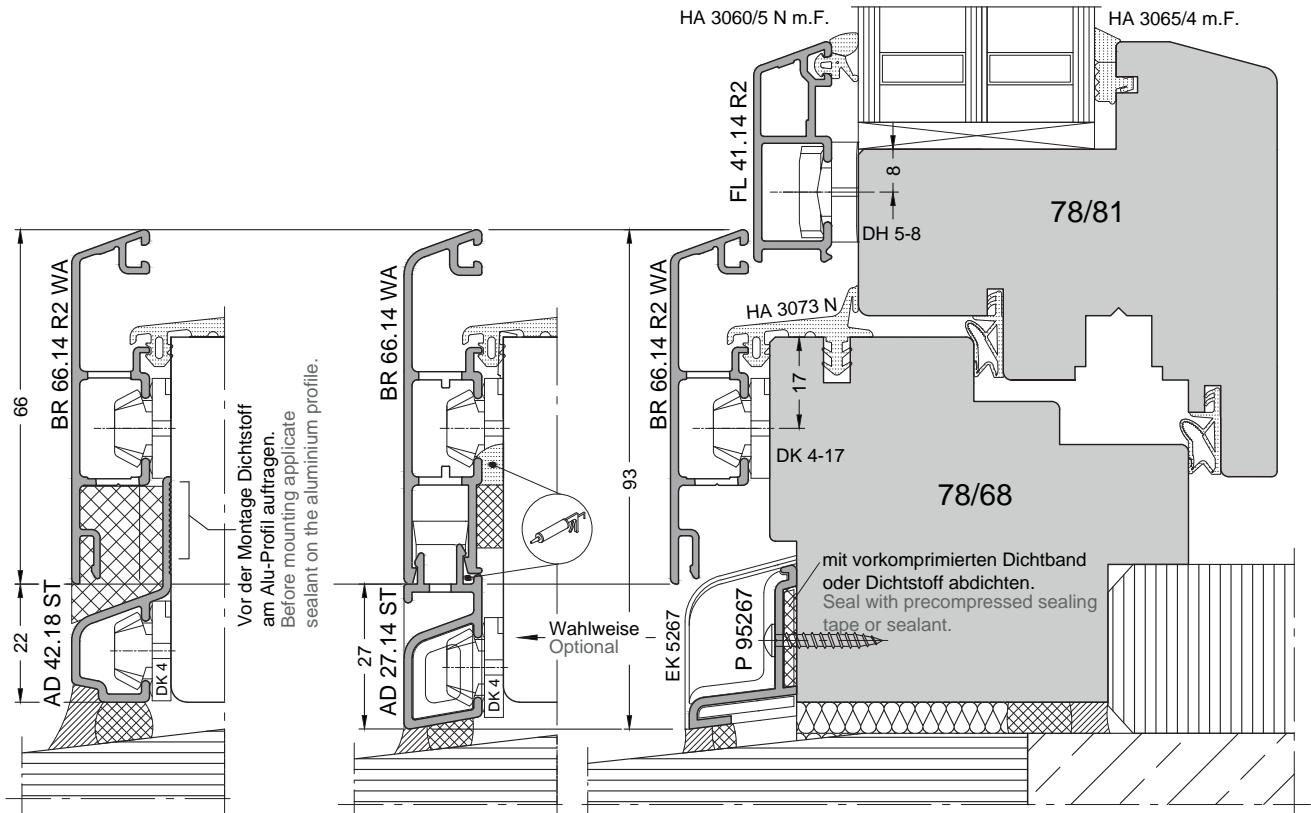 HA 3060/5 N m.F.
HA 3065/4 m.F.
FL 41.14 R2
8
78/81
DH 5-8
66
BR 66.14 R2 WA
BR 66.14 WA
93
BR 66.14 R2 WA
HA 3073 N
17
DK 4-17
78/68
Vor der Montage Dichtstoff
am Alu-Profil auftragen.
Before mounting applicate
sealant on the aluminium profile.
22
AD 42.18 ST
DK 4
27
AD 27.14 ST
DK 4
Wahlweise
Optional
EK 5267
P 95267
mit vorkomprimierten Dichtband
oder Dichtstoff abdichten.
Seal with precompressed sealing
tape or sealant.